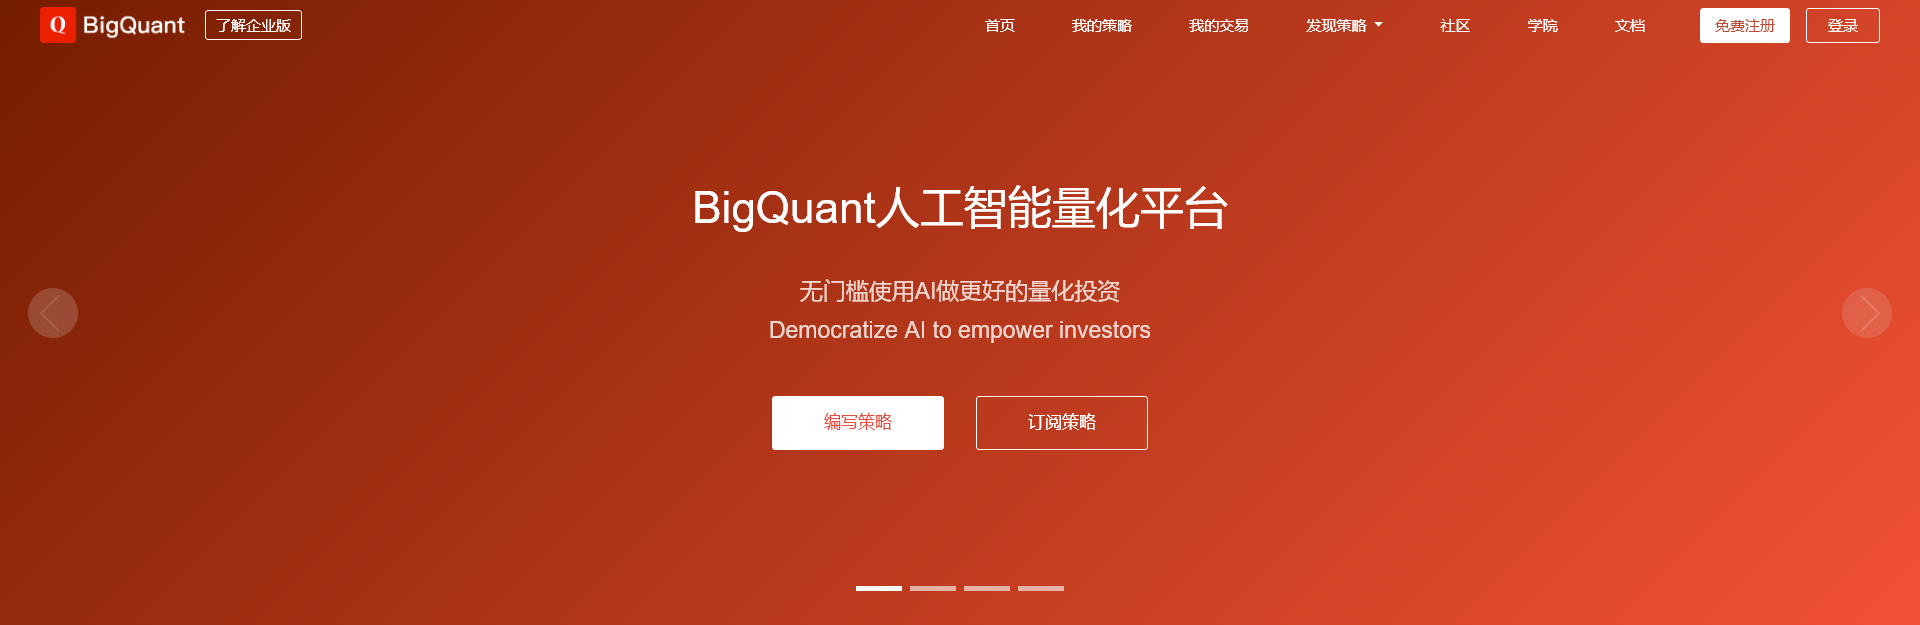 Q BigQuant 了解企业版 首页 我的策略 我的交易 发现策略 社区 学院 文档 免费注册 登录
BigQuant人工智能量化平台
无门槛使用AI做更好的量化投资
Democratize AI to empower investors
编写策略 订阅策略